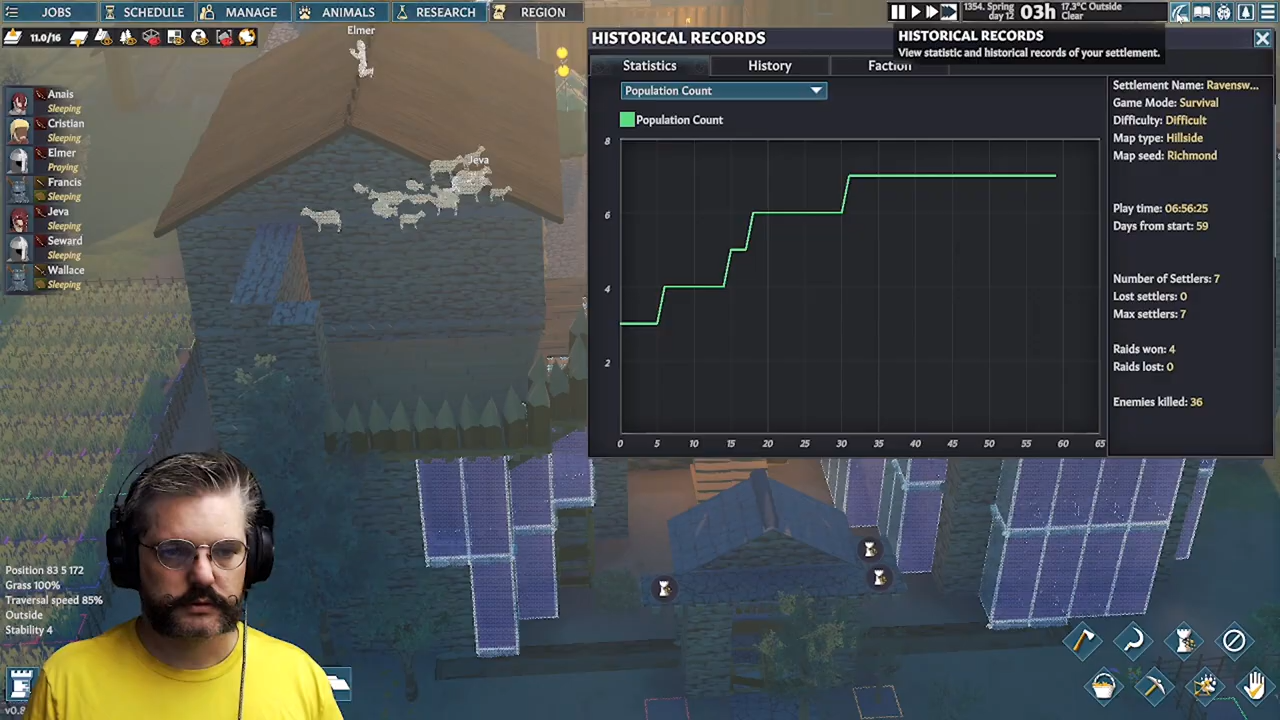 JOBS
SCHEDULE
MANAGE
ANIMALS
RESEARCH
REGION
1354. Spring
day 12
03h
17.3°C Outside
Clear
11.0/16
HISTORICAL RECORDS
View statistic and historical records of your settlement.
HISTORICAL RECORDS
Statistics
History
Faction
Population Count
Population Count
8
6
4
2
0 5 10 15 20 25 30 35 40 45 50 55 60 65
Settlement Name: Ravensw...
Game Mode: Survival
Difficulty: Difficult
Map type: Hillside
Map seed: Richmond
Play time: 06:56:25
Days from start: 59
Number of Settlers: 7
Lost settlers: 0
Max settlers: 7
Raids won: 4
Raids lost: 0
Enemies killed: 36
Elmer
Jeva
Anais
Sleeping
Cristian
Sleeping
Elmer
Praying
Francis
Sleeping
Jeva
Sleeping
Seward
Sleeping
Wallace
Sleeping
Position 83 5 172
Grass 100%
Traversal speed 85%
Outside
Stability 4